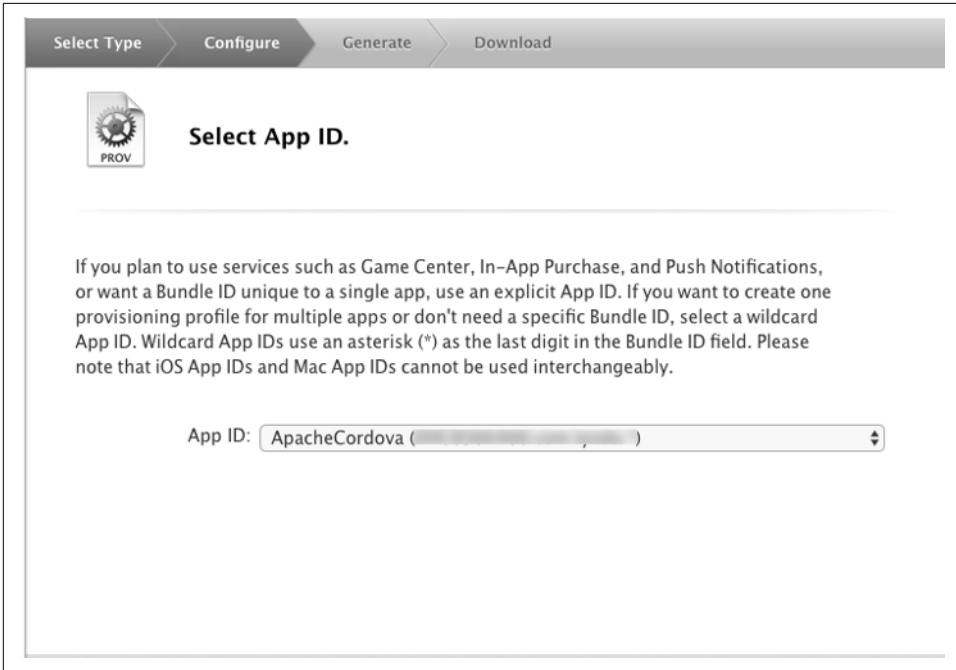 Select Type
Configure
Generate
Download
PROV
Select App ID.
If you plan to use services such as Game Center, In-App Purchase, and Push Notifications,
or want a Bundle ID unique to a single app, use an explicit App ID. If you want to create one
provisioning profile for multiple apps or don't need a specific Bundle ID, select a wildcard
App ID. Wildcard App IDs use an asterisk (*) as the last digit in the Bundle ID field. Please
note that iOS App IDs and Mac App IDs cannot be used interchangeably.
App ID: ApacheCordova ( )